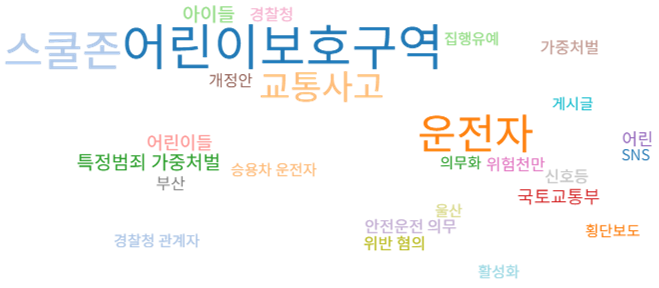 아이들 경찰청
스쿨존 어린이보호구역 집행유예 가중처벌
개정안 교통사고
게시글
운전자
어린이들 어린
특정범죄 가중처벌 승용차 운전자 의무화 위험천만 SNS
부산 신호등
국토교통부
울산
안전운전 의무 횡단보도
경찰청 관계자 위반 혐의
활성화